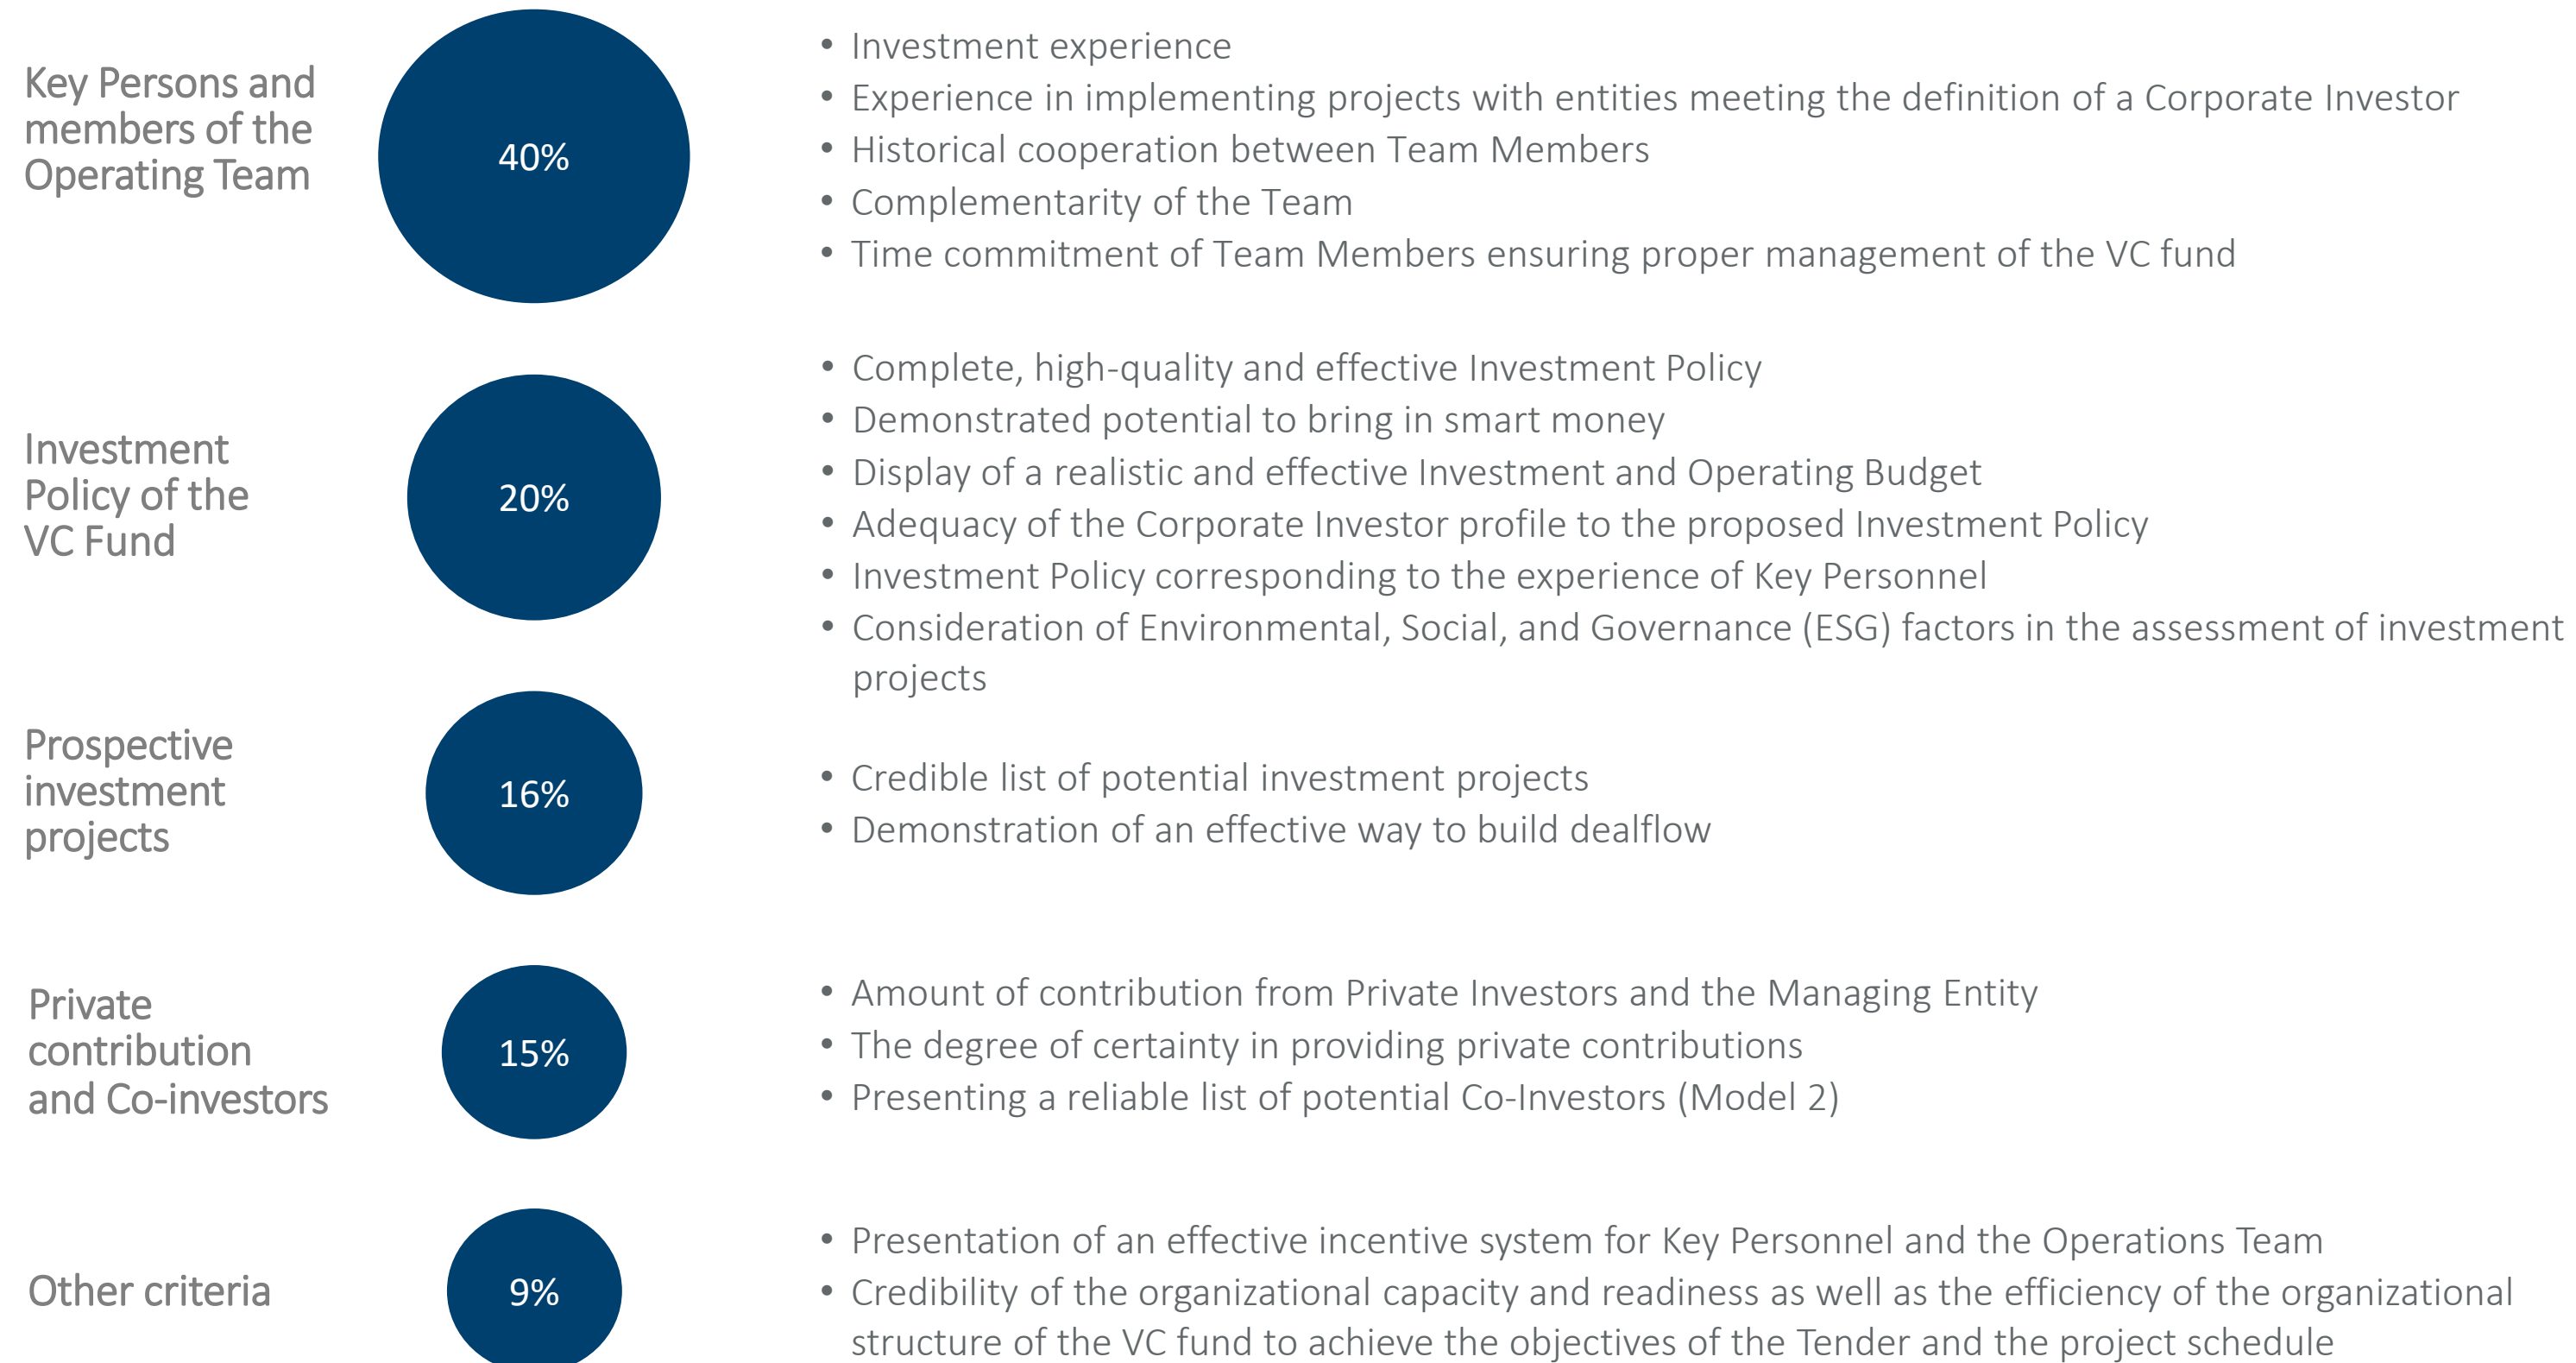 Key Persons and
members of the
Operating Team
40%
• Investment experience
• Experience in implementing projects with entities meeting the definition of a Corporate Investor
• Historical cooperation between Team Members
• Complementarity of the Team
• Time commitment of Team Members ensuring proper management of the VC fund
Investment
Policy of the
VC Fund
20%
• Complete, high-quality and effective Investment Policy
• Demonstrated potential to bring in smart money
• Display of a realistic and effective Investment and Operating Budget
• Adequacy of the Corporate Investor profile to the proposed Investment Policy
• Investment Policy corresponding to the experience of Key Personnel
• Consideration of Environmental, Social, and Governance (ESG) factors in the assessment of investment
projects
Prospective
investment
projects
16%
• Credible list of potential investment projects
• Demonstration of an effective way to build dealflow
Private
contribution
and Co-investors
15%
• Amount of contribution from Private Investors and the Managing Entity
• The degree of certainty in providing private contributions
• Presenting a reliable list of potential Co-Investors (Model 2)
Other criteria
9%
• Presentation of an effective incentive system for Key Personnel and the Operations Team
• Credibility of the organizational capacity and readiness as well as the efficiency of the organizational
structure of the VC fund to achieve the objectives of the Tender and the project schedule